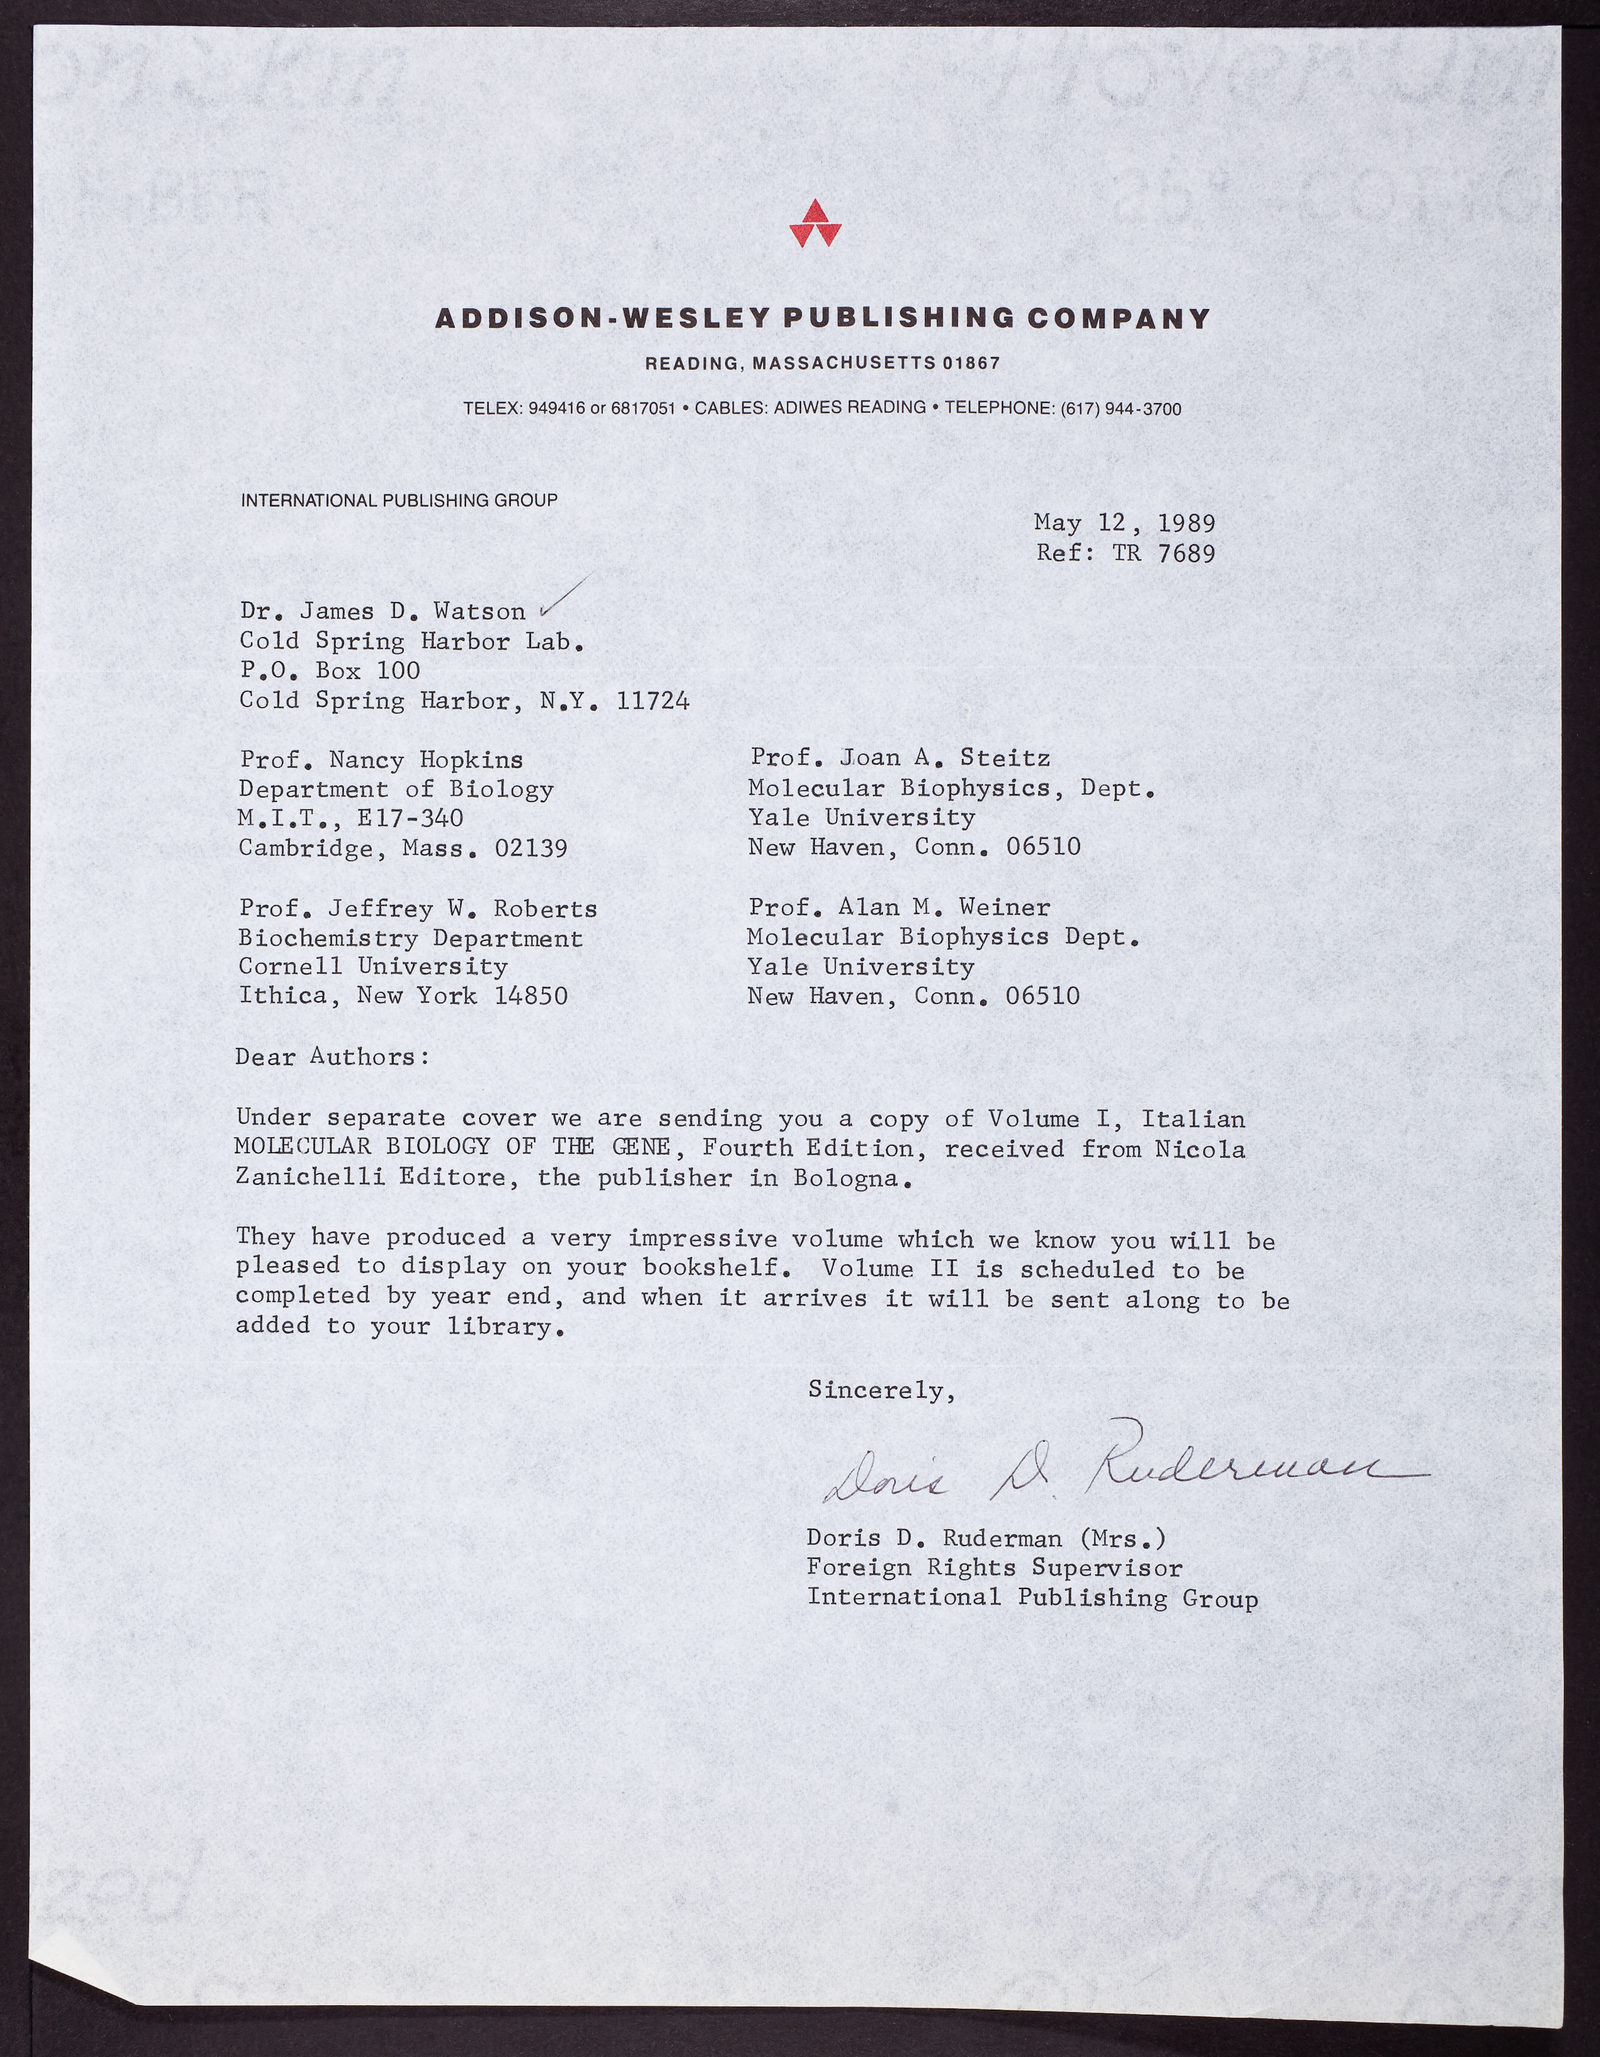 ADDISON-WESLEY PUBLISHING COMPANY
READING, MASSACHUSETTS 01867
TELEX: 949416 or 6817051 • CABLES: ADIWES READING • TELEPHONE: (617) 944-3700
INTERNATIONAL PUBLISHING GROUP
May 12, 1989
Ref: TR 7689
Dr. James D. Watson
Cold Spring Harbor Lab.
P.O. Box 100
Cold Spring Harbor, N.Y. 11724
Prof. Nancy Hopkins
Department of Biology
M.I.T., E17-340
Cambridge, Mass. 02139
Prof. Joan A. Steitz
Molecular Biophysics, Dept.
Yale University
New Haven, Conn. 06510
Prof. Jeffrey W. Roberts
Biochemistry Department
Cornell University
Ithica, New York 14850
Prof. Alan M. Weiner
Molecular Biophysics Dept.
Yale University
New Haven, Conn. 06510
Dear Authors:
Under separate cover we are sending you a copy of Volume I, Italian
MOLECULAR BIOLOGY OF THE GENE, Fourth Edition, received from Nicola
Zanichelli Editore, the publisher in Bologna.
They have produced a very impressive volume which we know you will be
pleased to display on your bookshelf. Volume II is scheduled to be
completed by year end, and when it arrives it will be sent along to be
added to your library.
Sincerely,
Doris D. Ruderman
Doris D. Ruderman (Mrs.)
Foreign Rights Supervisor
International Publishing Group